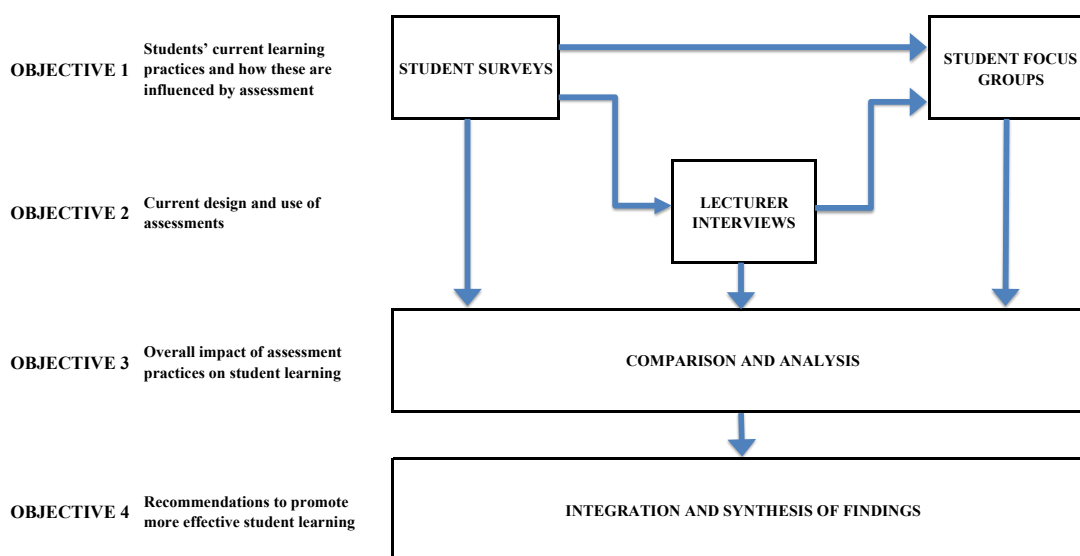 OBJECTIVE 1
Students’ current learning
practices and how these are
influenced by assessment
STUDENT SURVEYS
STUDENT FOCUS
GROUPS
OBJECTIVE 2
Current design and use of
assessments
LECTURER
INTERVIEWS
OBJECTIVE 3
Overall impact of assessment
practices on student learning
COMPARISON AND ANALYSIS
OBJECTIVE 4
Recommendations to promote
more effective student learning
INTEGRATION AND SYNTHESIS OF FINDINGS